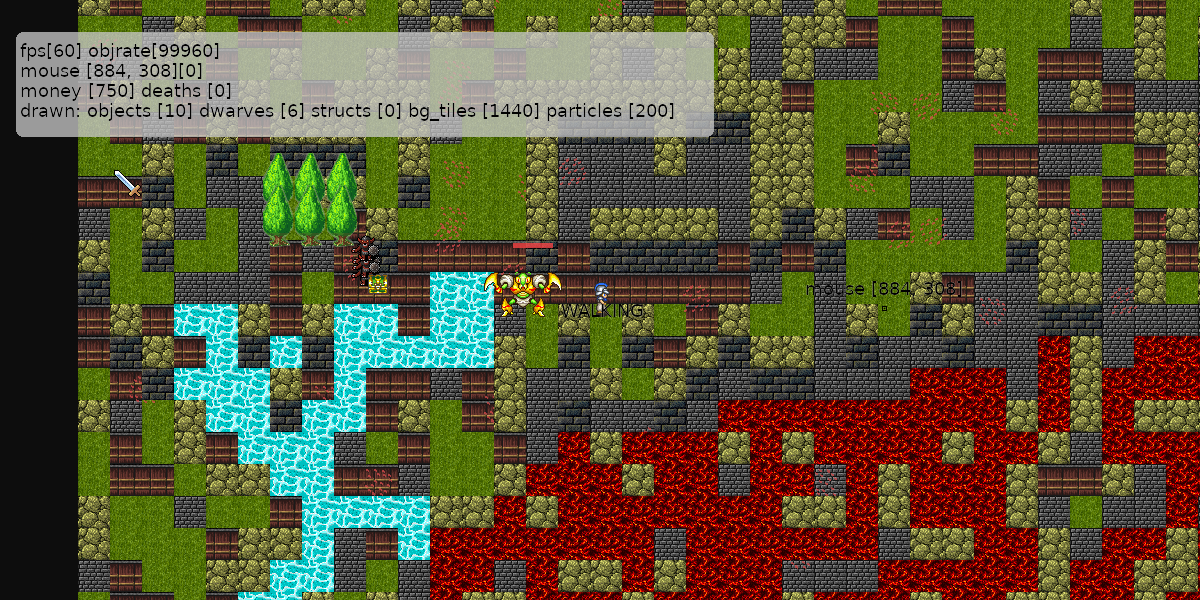 fps[60] objrate[99960]
mouse [884, 308][0]
money [750] deaths [0]
drawn: objects [10] dwarves [6] structs [0] bg_tiles [1440] particles [200]
mouse [884, 308]
WALKING